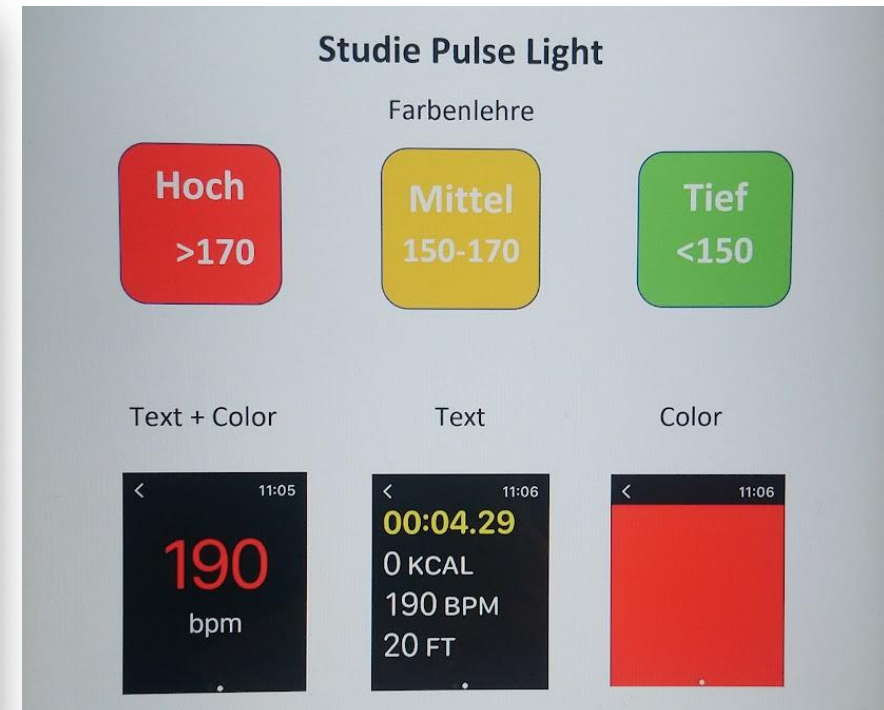 Studie Pulse Light
Farbenlehre
Hoch
>170
Mittel
150-170
Tief
<150
Text + Color
Text
Color
< 11:05
190
bpm
< 11:06
00:04.29
0 KCAL
190 BPM
20 FT
< 11:06